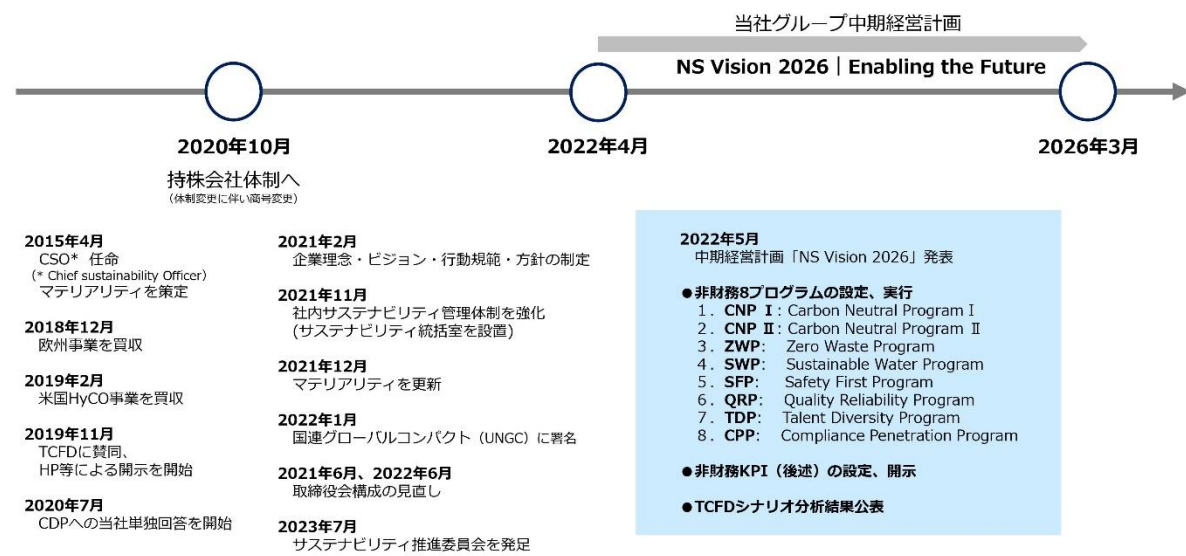 当社グループ中期経営計画
NS Vision 2026｜Enabling the Future
2020年10月
2022年4月
2026年3月
持株会社体制へ
（体制変更に伴い商号変更）
2015年4月
CSO* 任命
（* Chief sustainability Officer）
マテリアリティを策定
2018年12月
欧州事業を買収
2019年2月
米国HyCO事業を買収
2019年11月
TCFDに賛同、
HP等による開示を開始
2020年7月
CDPへの当社単独回答を開始
2021年2月
企業理念・ビジョン・行動規範・方針の制定
2021年11月
社内サステナビリティ管理体制を強化
(サステナビリティ統括室を設置)
2021年12月
マテリアリティを更新
2022年1月
国連グローバルコンパクト（UNGC）に署名
2021年6月、2022年6月
取締役会構成の見直し
2023年7月
サステナビリティ推進委員会を発足
2022年5月
中期経営計画「NS Vision 2026」発表
●非財務8プログラムの設定、実行
1．CNP Ⅰ：Carbon Neutral Program Ⅰ
2．CNP Ⅱ：Carbon Neutral Program Ⅱ
3．ZWP: Zero Waste Program
4．SWP: Sustainable Water Program
5．SFP: Safety First Program
6．QRP: Quality Reliability Program
7．TDP: Talent Diversity Program
8．CPP: Compliance Penetration Program
●非財務KPI（後述）の設定、開示
●TCFDシナリオ分析結果公表